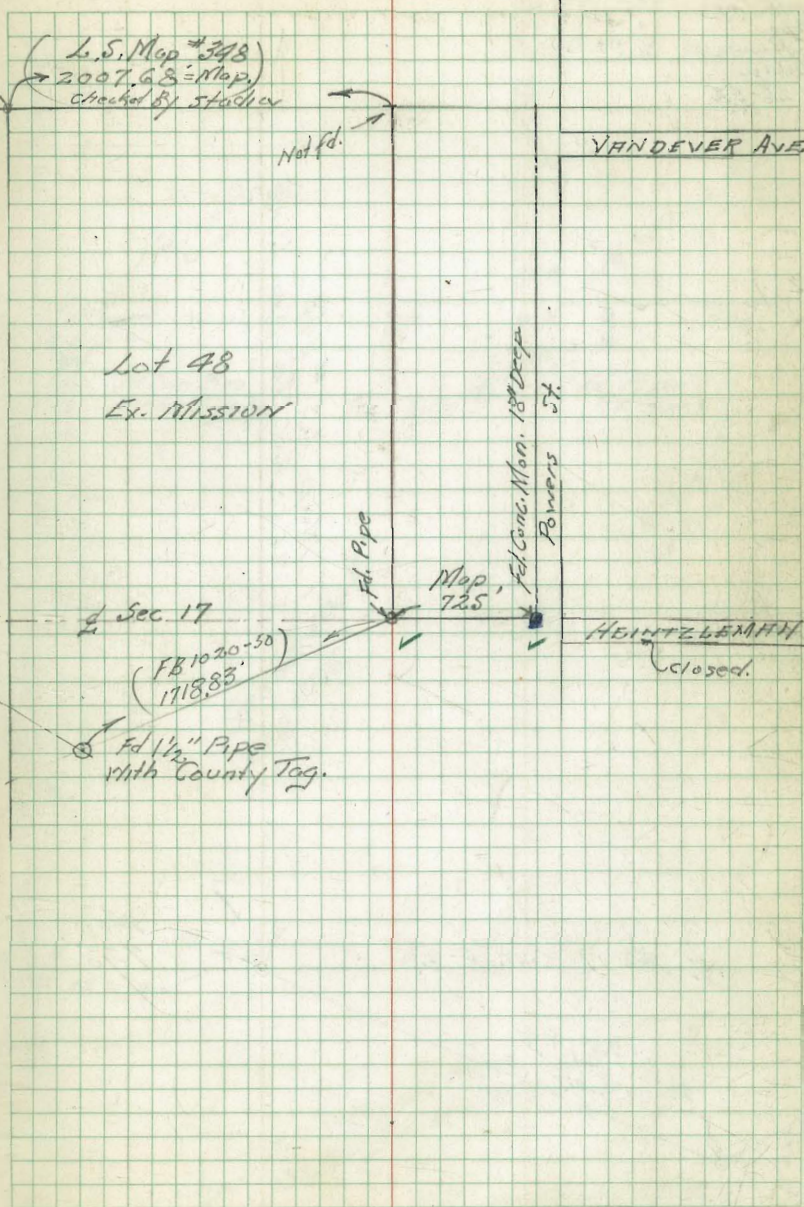 (L.S. Map #348)
2007.68'=Map.)
checked By Stadia
Not fd.
VANDEVER AVE
Lot 48
Ex. MISSION
Fd. Conc. Mon. 18" Deep
Powers St.
Fd. Pipe
Map
725'
℄ Sec. 17
HEINTZLEMAN
closed.
(FB 1020-50)
1718.83'
Fd 1½" Pipe
With County Tag.